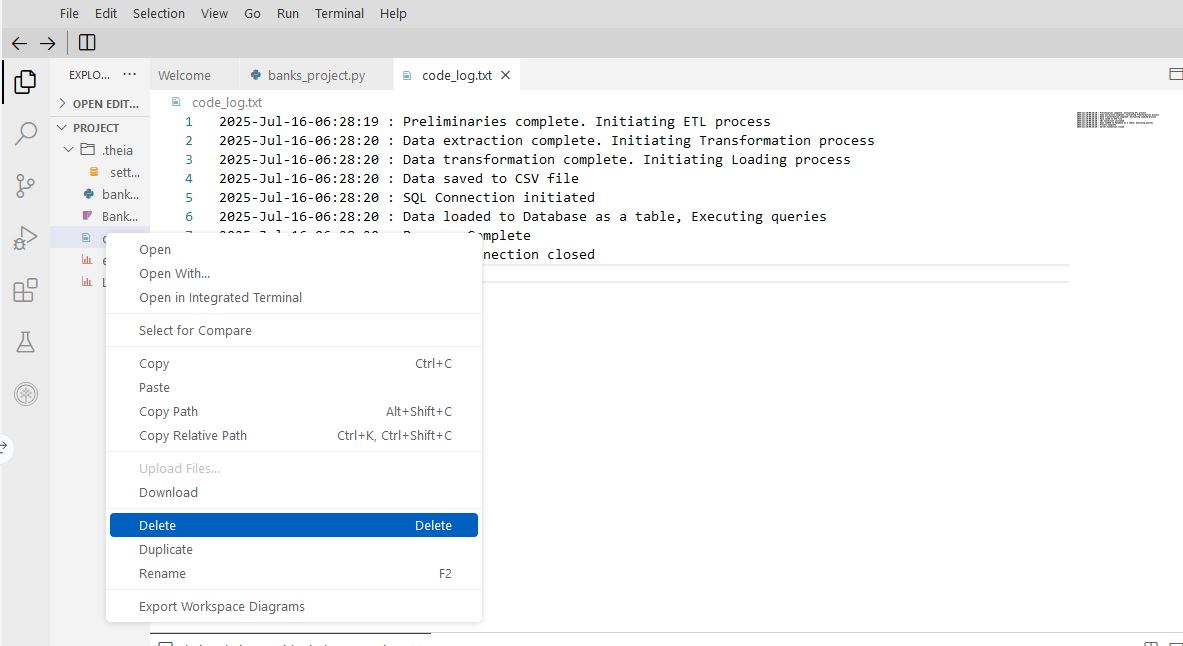 File Edit Selection View Go Run Terminal Help
EXPLO... ···
Welcome banks_project.py code_log.txt
OPEN EDIT...
PROJECT
.theia
sett...
bank...
Bank...
code_log.txt
1 2025-Jul-16-06:28:19 : Preliminaries complete. Initiating ETL process
2 2025-Jul-16-06:28:20 : Data extraction complete. Initiating Transformation process
3 2025-Jul-16-06:28:20 : Data transformation complete. Initiating Loading process
4 2025-Jul-16-06:28:20 : Data saved to CSV file
5 2025-Jul-16-06:28:20 : SQL Connection initiated
6 2025-Jul-16-06:28:20 : Data loaded to Database as a table, Executing queries
mplete
nection closed
Open
Open With...
Open in Integrated Terminal
Select for Compare
Copy Ctrl+C
Paste
Copy Path Alt+Shift+C
Copy Relative Path Ctrl+K, Ctrl+Shift+C
Upload Files...
Download
Delete Delete
Duplicate
Rename F2
Export Workspace Diagrams